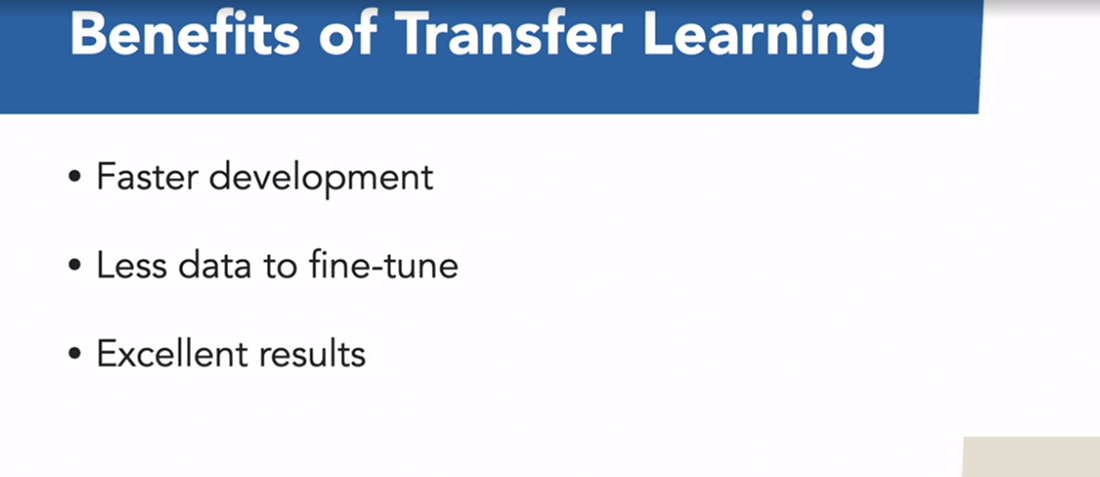 Benefits of Transfer Learning
• Faster development
• Less data to fine-tune
• Excellent results